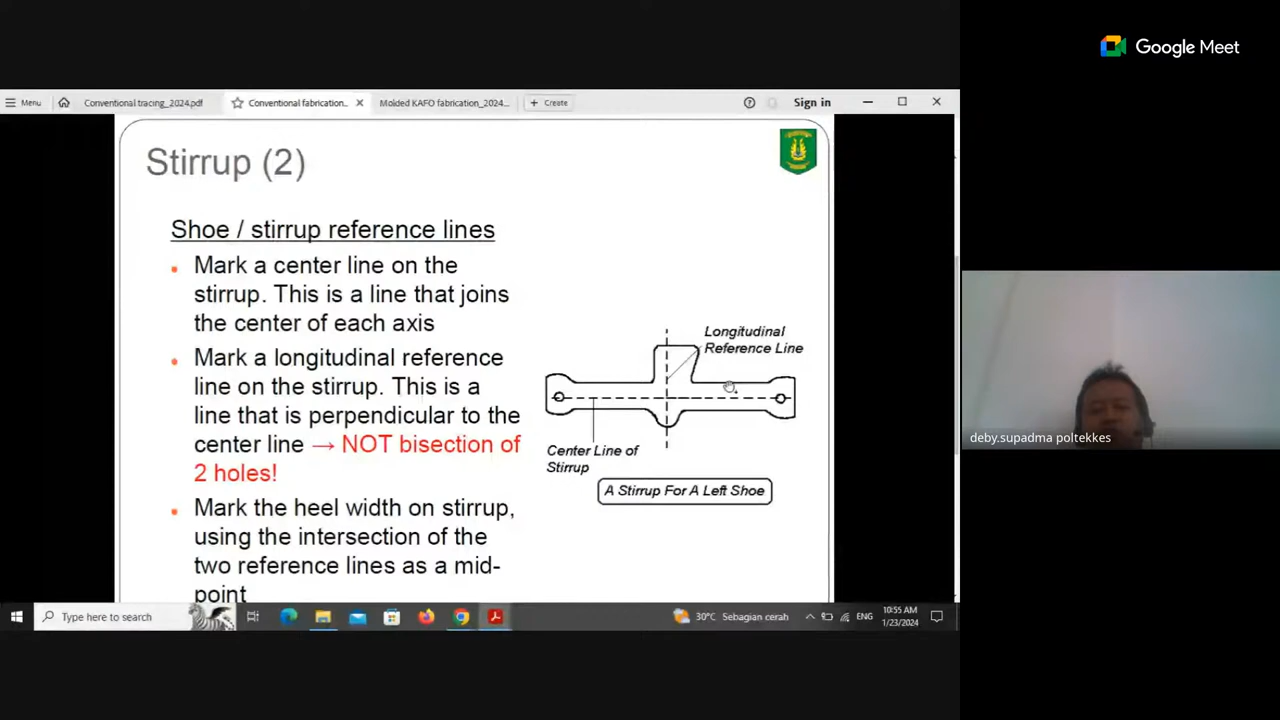 Google Meet
Menu
Conventional tracing_2024.pdf
Conventional fabrication...
Molded KAFO fabrication_2024...
+ Create
Sign in
Stirrup (2)
Shoe / stirrup reference lines
• Mark a center line on the
stirrup. This is a line that joins
the center of each axis
• Mark a longitudinal reference
line on the stirrup. This is a
line that is perpendicular to the
center line → NOT bisection of
2 holes!
• Mark the heel width on stirrup,
using the intersection of the
two reference lines as a mid-
point
Longitudinal
Reference Line
Center Line of
Stirrup
A Stirrup For A Left Shoe
deby.supadma poltekkes
Type here to search
30°C Sebagian cerah
ENG
10:55 AM
1/23/2024